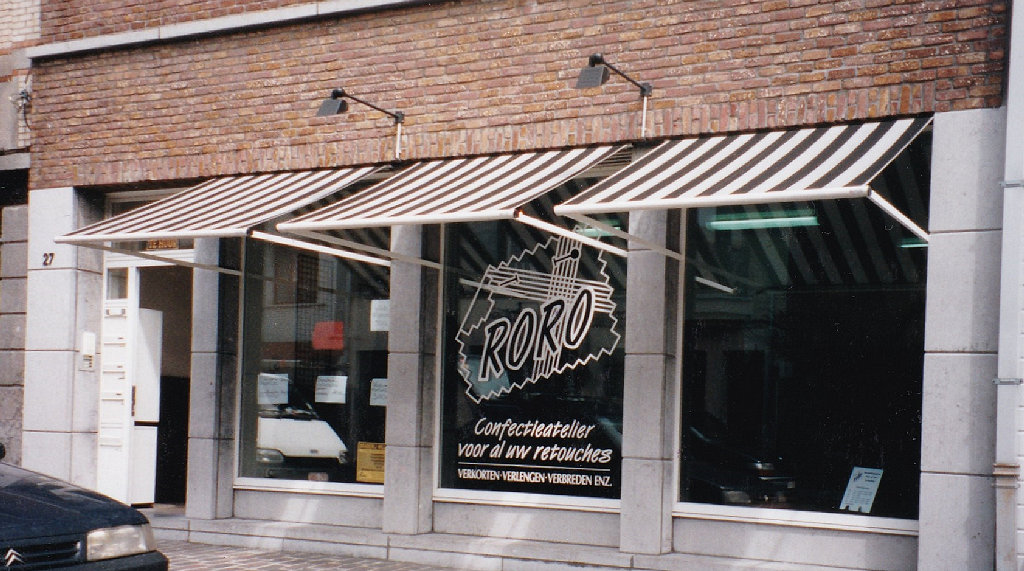 27
RORO
Confectieatelier
voor al uw retouches
VERKORTEN-VERLENGEN-VERBREDEN ENZ.